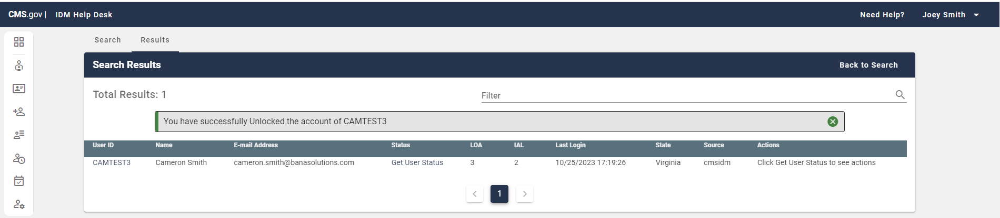 CMS.gov | IDM Help Desk Need Help? Joey Smith
Search Results
Search Results Back to Search
Total Results: 1 Filter
You have successfully Unlocked the account of CAMTEST3
User ID Name E-mail Address Status LOA IAL Last Login State Source Actions
CAMTEST3 Cameron Smith cameron.smith@banasolutions.com Get User Status 3 2 10/25/2023 17:19:26 Virginia cmsidm Click Get User Status to see actions
1